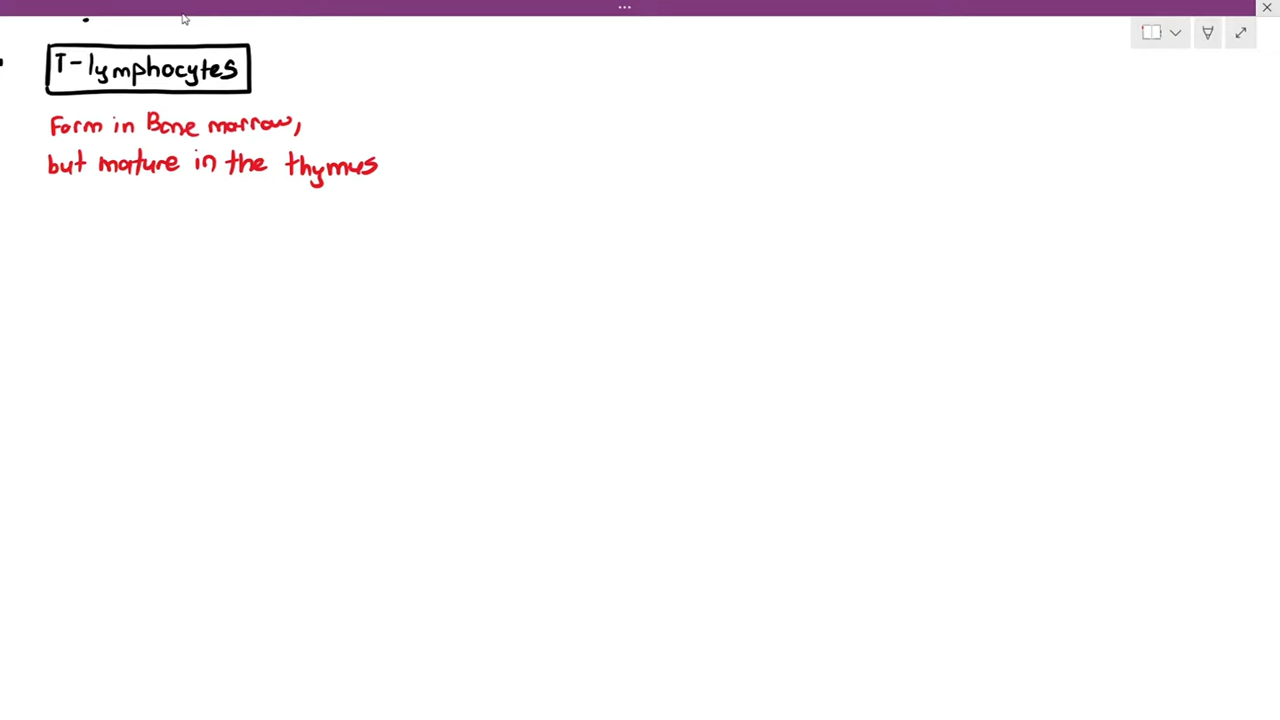 T-lymphocytes
Form in Bone marrow,
but mature in the thymus